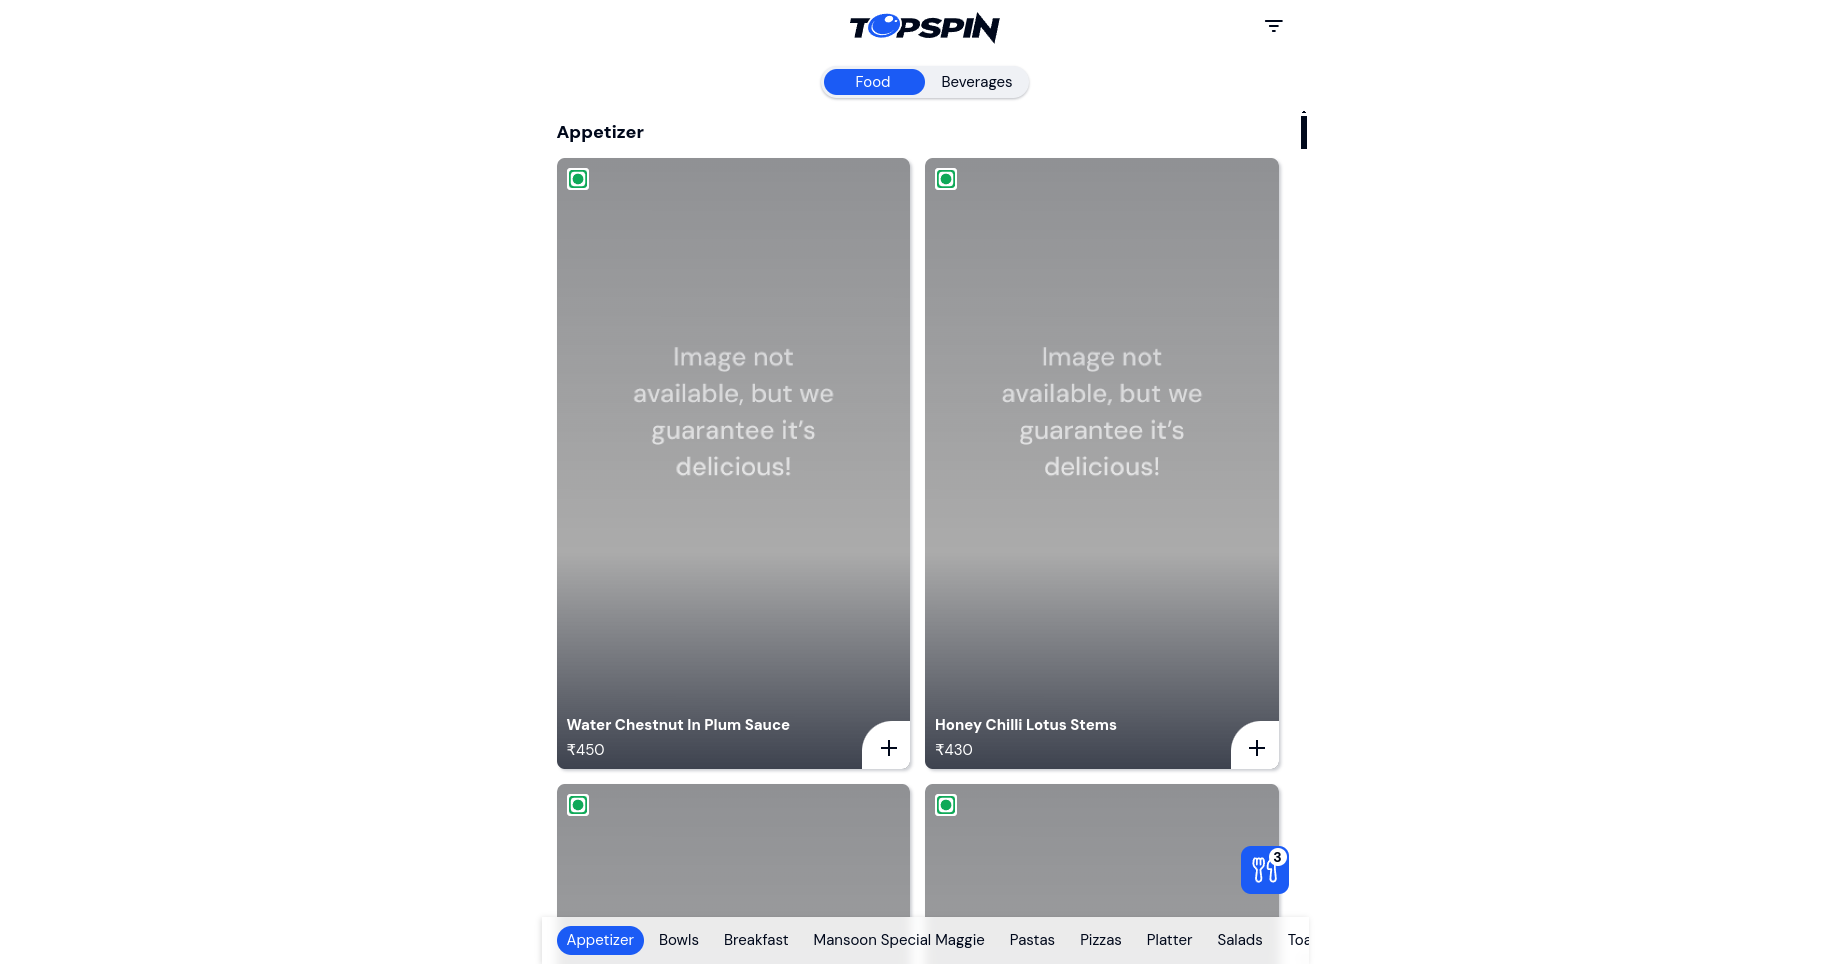 TOPSPIN
Food
Beverages
Appetizer
Image not
available, but we
guarantee it's
delicious!
Water Chestnut In Plum Sauce
₹450
Image not
available, but we
guarantee it's
delicious!
Honey Chilli Lotus Stems
₹430
3
Appetizer Bowls Breakfast Mansoon Special Maggie Pastas Pizzas Platter Salads Toa